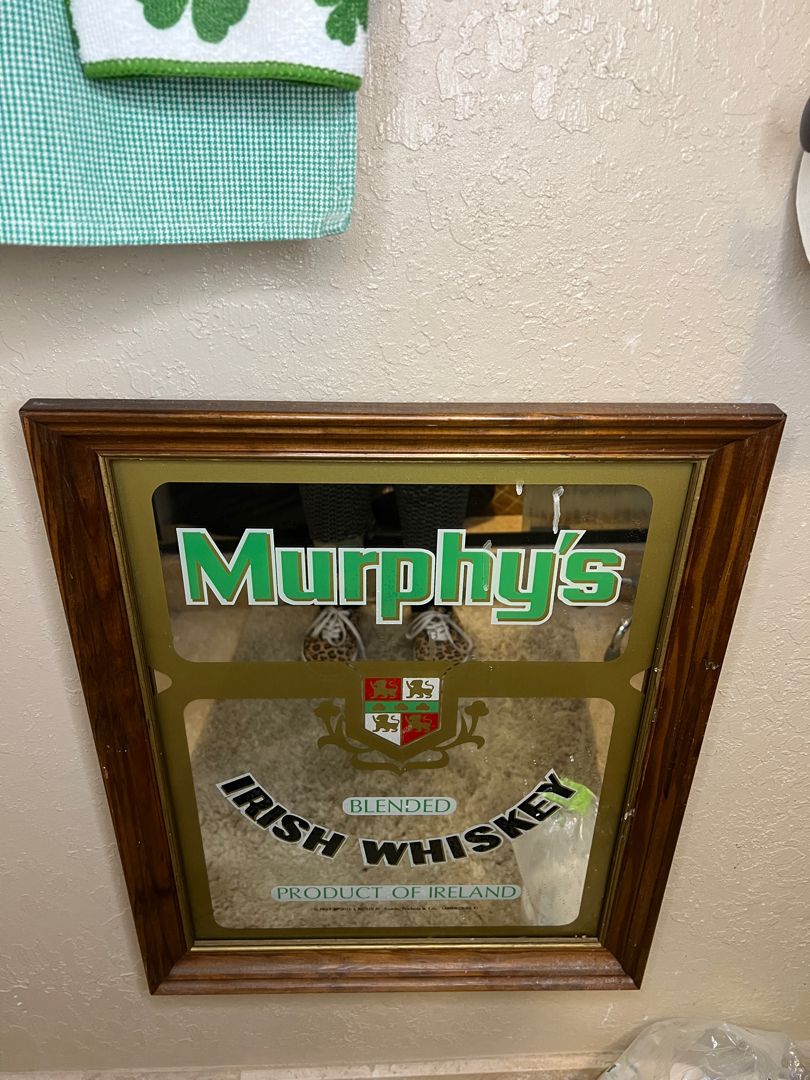 Murphy's
BLENDED
IRISH WHISKEY
PRODUCT OF IRELAND